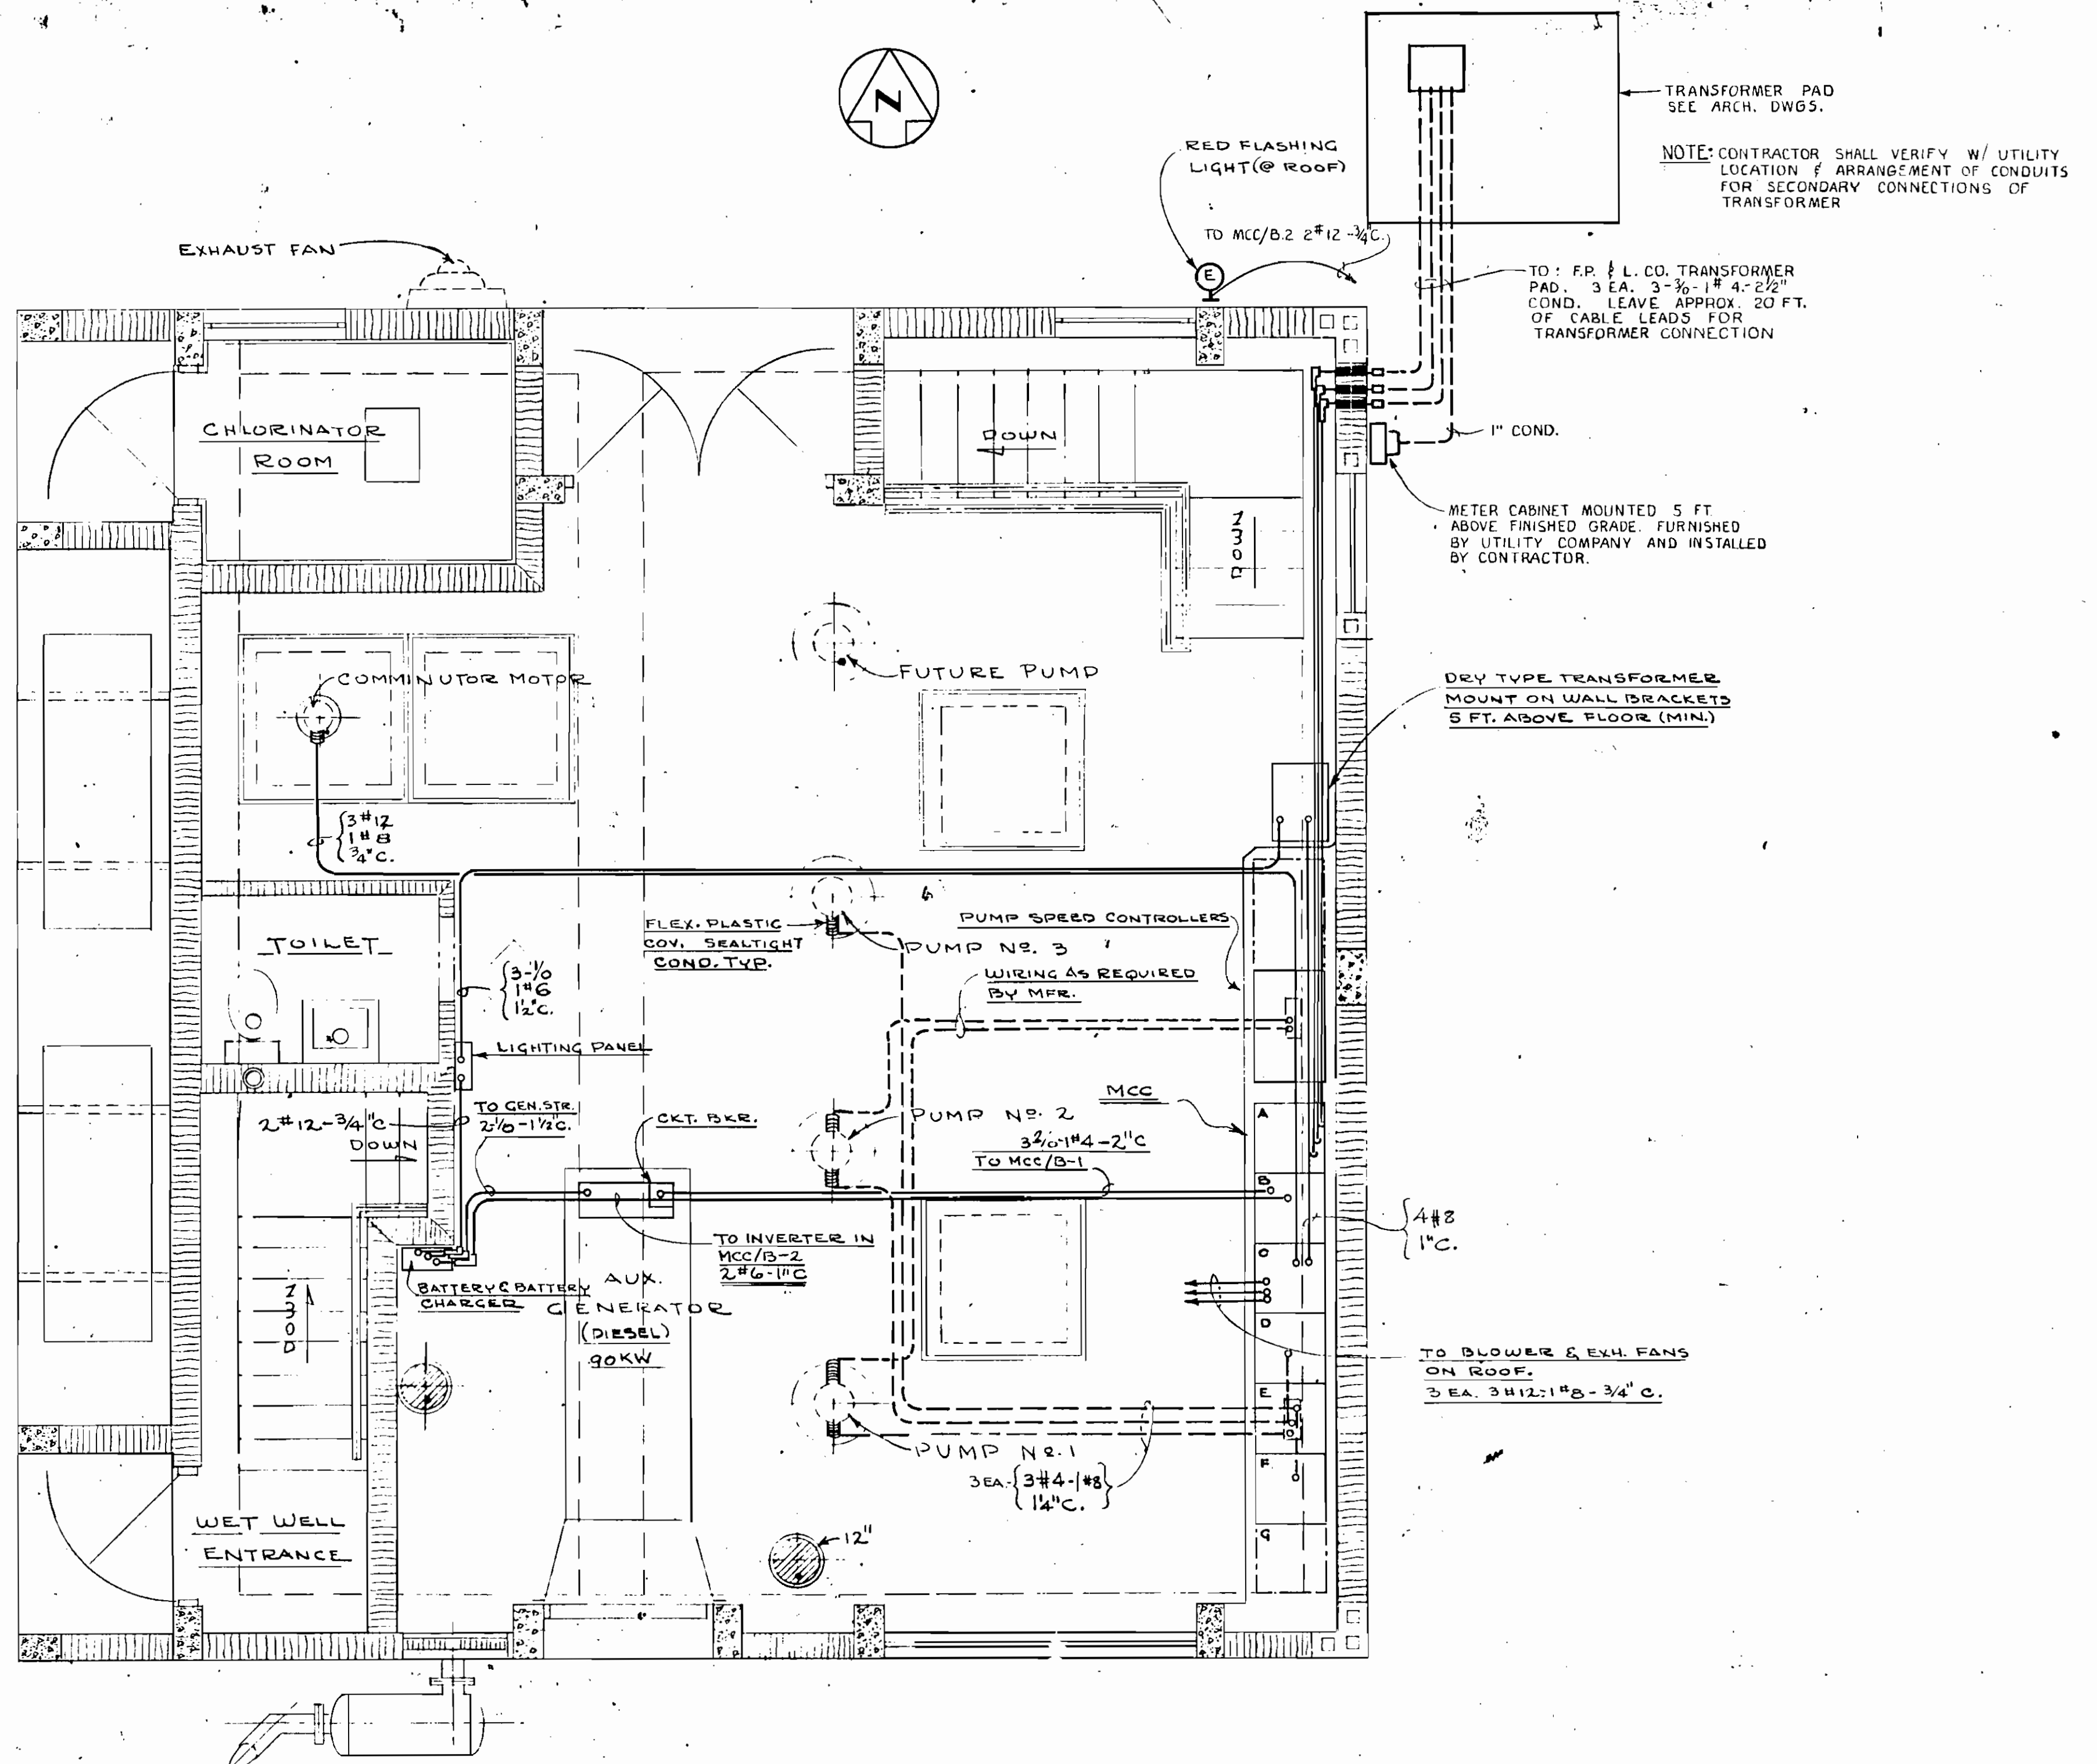 N
TRANSFORMER PAD
SEE ARCH. DWGS.
NOTE: CONTRACTOR SHALL VERIFY W/ UTILITY
LOCATION & ARRANGEMENT OF CONDUITS
FOR SECONDARY CONNECTIONS OF
TRANSFORMER
RED FLASHING
LIGHT (@ ROOF)
TO MCC/B.2 2#12-3/4"C.
E
EXHAUST FAN
TO: F.P. & L. CO. TRANSFORMER
PAD. 3 EA. 3-3/0-1#4-2 1/2"
COND. LEAVE APPROX. 20 FT.
OF CABLE LEADS FOR
TRANSFORMER CONNECTION
CHLORINATOR
ROOM
DOWN
1" COND.
METER CABINET MOUNTED 5 FT.
ABOVE FINISHED GRADE. FURNISHED
BY UTILITY COMPANY AND INSTALLED
BY CONTRACTOR.
DOWN
COMMINUTOR MOTOR
FUTURE PUMP
DRY TYPE TRANSFORMER
MOUNT ON WALL BRACKETS
5 FT. ABOVE FLOOR (MIN.)
3#12
1#8
3/4"C.
TOILET
FLEX. PLASTIC
COV. SEALTIGHT
COND. TYP.
PUMP No. 3
PUMP SPEED CONTROLLERS
WIRING AS REQUIRED
BY MFR.
3-1/0
1#6
1 1/2"C.
LIGHTING PANEL
2#12-3/4"C
DOWN
TO GEN. STR.
2-1/0-1 1/2"C.
CKT. BKR.
PUMP No. 2
MCC
3 2/0-1#4-2"C
TO MCC/B-1
A
B
C
D
E
F
G
4#8
1"C.
TO INVERTER IN
MCC/B-2
2#6-1"C
BATTERY & BATTERY
CHARGER
AUX.
GENERATOR
(DIESEL)
90KW
DOWN
TO BLOWER & EXH. FANS
ON ROOF.
3 EA. 3#12-1#8-3/4"C.
PUMP No. 1
3 EA. 3#4-1#8
1 1/4"C.
WET WELL
ENTRANCE
12"